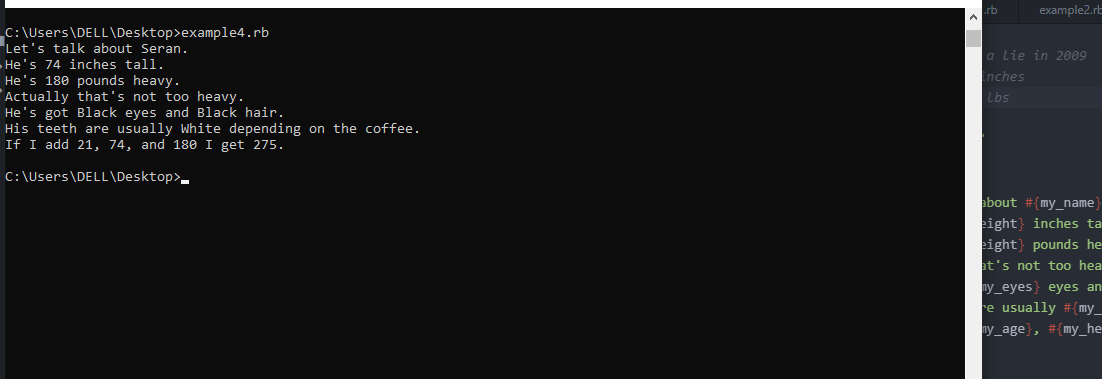 .rb example2.rb
C:\Users\DELL\Desktop>example4.rb
Let's talk about Seran.
He's 74 inches tall.
He's 180 pounds heavy.
Actually that's not too heavy.
He's got Black eyes and Black hair.
His teeth are usually White depending on the coffee.
If I add 21, 74, and 180 I get 275.
C:\Users\DELL\Desktop>
a lie in 2009
inches
lbs
about #{my_name}
eight} inches ta
eight} pounds he
at's not too hea
my_eyes} eyes an
re usually #{my_
my_age}, #{my_he